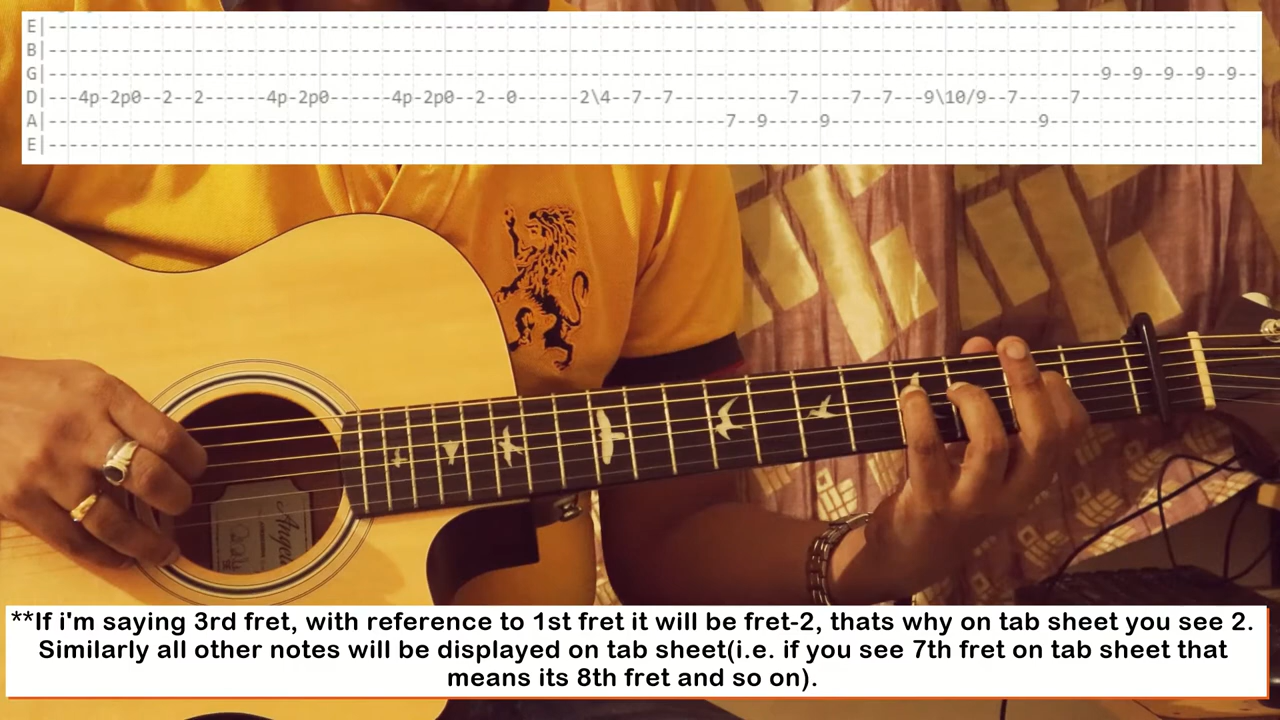 E|---------------------------------------------------------------------------
B|-----------------------------------------------------------------------------
G|-------------------------------------------------------------------9--9--9--9--9--
D|--4p-2p0--2--2------4p-2p0------4p-2p0--2--0------2\4--7--7-----------7-----7--7---9\10/9--7-----7------------
A|-------------------------------------------7--9-----9--------------------9-------------
E|-----------------------------------------------------------------------------
Angel
**If i'm saying 3rd fret, with reference to 1st fret it will be fret-2, thats why on tab sheet you see 2.
Similarly all other notes will be displayed on tab sheet(i.e. if you see 7th fret on tab sheet that
means its 8th fret and so on).